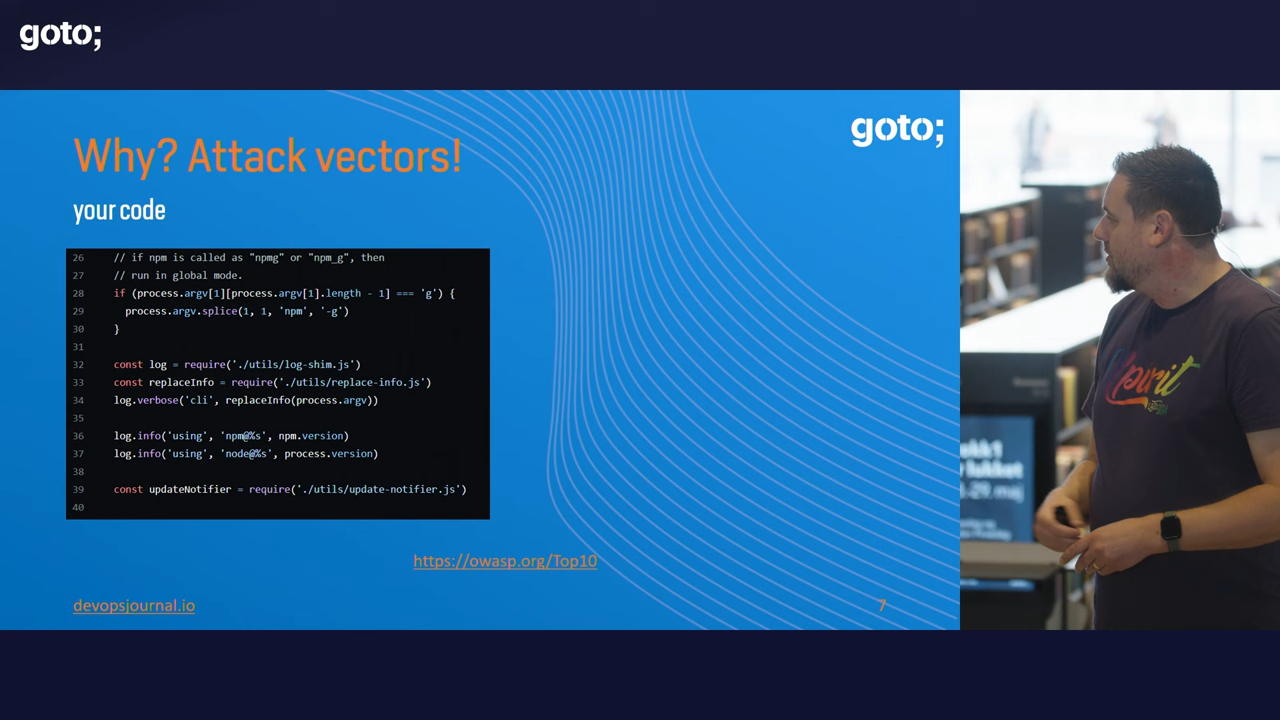 goto;
goto;
Why? Attack vectors!
your code
26 // if npm is called as "npmg" or "npm_g", then
27 // run in global mode.
28 if (process.argv[1][process.argv[1].length - 1] === 'g') {
29 process.argv.splice(1, 1, 'npm', '-g')
30 }
31
32 const log = require('./utils/log-shim.js')
33 const replaceInfo = require('./utils/replace-info.js')
34 log.verbose('cli', replaceInfo(process.argv))
35
36 log.info('using', 'npm@%s', npm.version)
37 log.info('using', 'node@%s', process.version)
38
39 const updateNotifier = require('./utils/update-notifier.js')
40
https://owasp.org/Top10
devopsjournal.io
7
Spirit
lukket